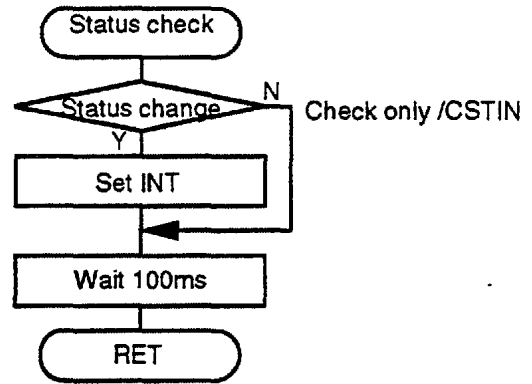 Status check
N
Status change
Check only /CSTIN
Y
Set INT
Wait 100ms
RET